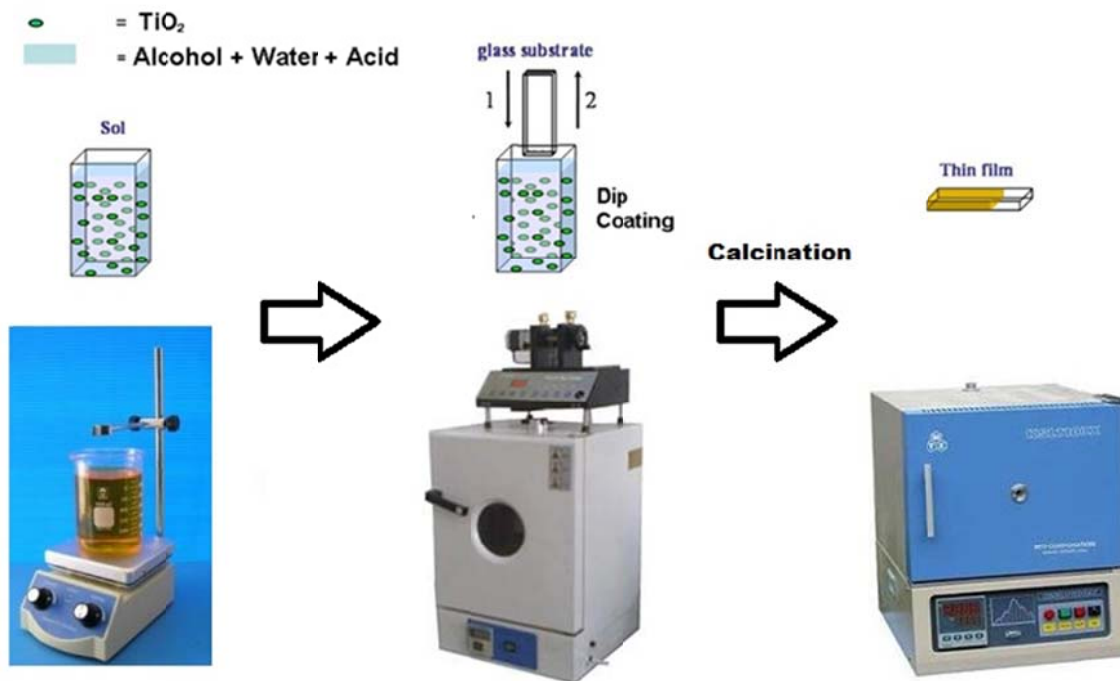 = TiO₂
= Alcohol + Water + Acid
Sol
glass substrate
1
2
Dip
Coating
Calcination
Thin film